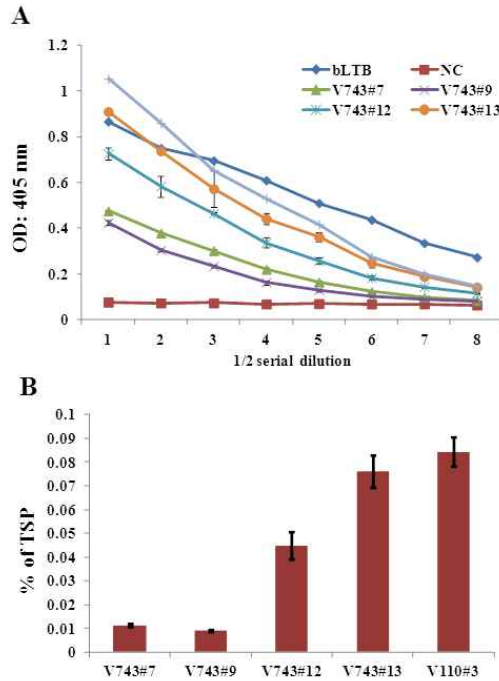 A
1.2
1
0.8
0.6
0.4
0.2
0
OD: 405 nm
bLTB NC
V743#7 V743#9
V743#12 V743#13
1 2 3 4 5 6 7 8
1/2 serial dilution
B
0.1
0.09
0.08
0.07
0.06
0.05
0.04
0.03
0.02
0.01
0
% of TSP
V743#7 V743#9 V743#12 V743#13 V110#3